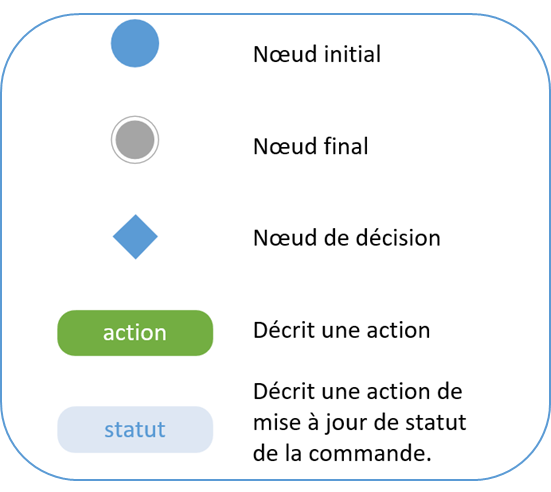 Nœud initial
Nœud final
Nœud de décision
action
Décrit une action
statut
Décrit une action de
mise à jour de statut
de la commande.